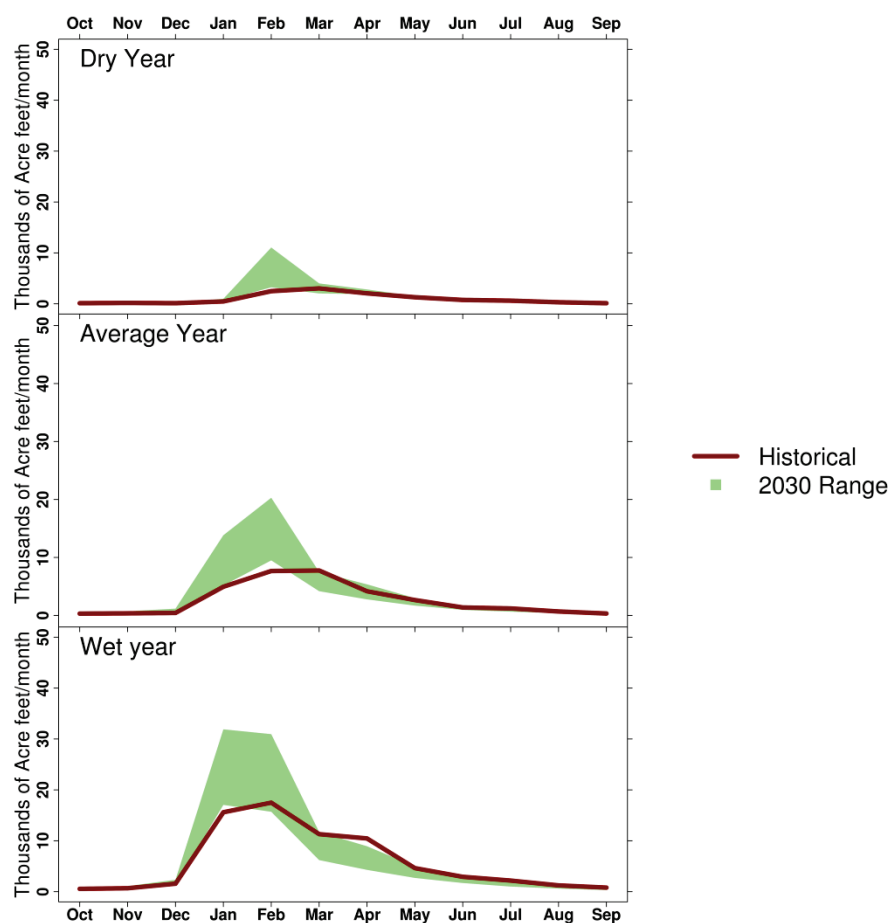 Oct Nov Dec Jan Feb Mar Apr May Jun Jul Aug Sep
Dry Year
Thousands of Acre feet/month
50
40
30
20
10
0
Average Year
Thousands of Acre feet/month
50
40
30
20
10
0
Wet year
Thousands of Acre feet/month
50
40
30
20
10
0
Oct Nov Dec Jan Feb Mar Apr May Jun Jul Aug Sep
Historical
2030 Range